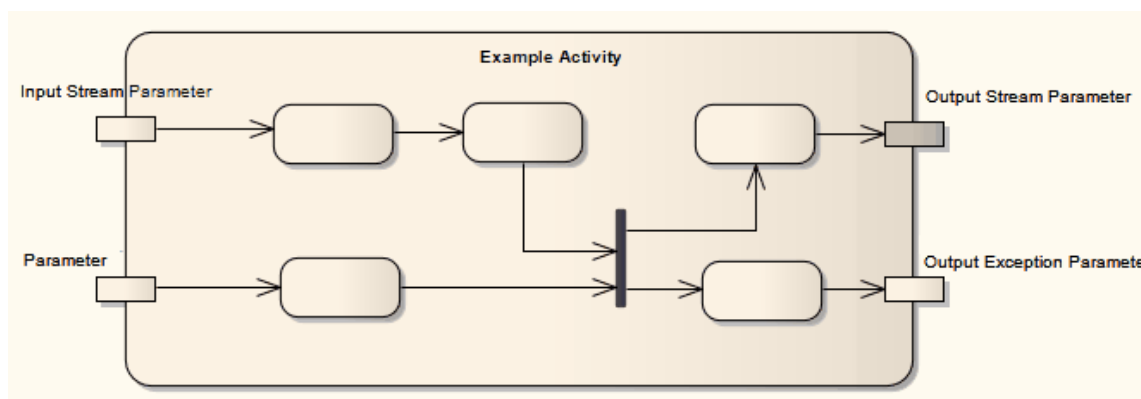 Example Activity
Input Stream Parameter
Output Stream Parameter
Parameter
Output Exception Paramete